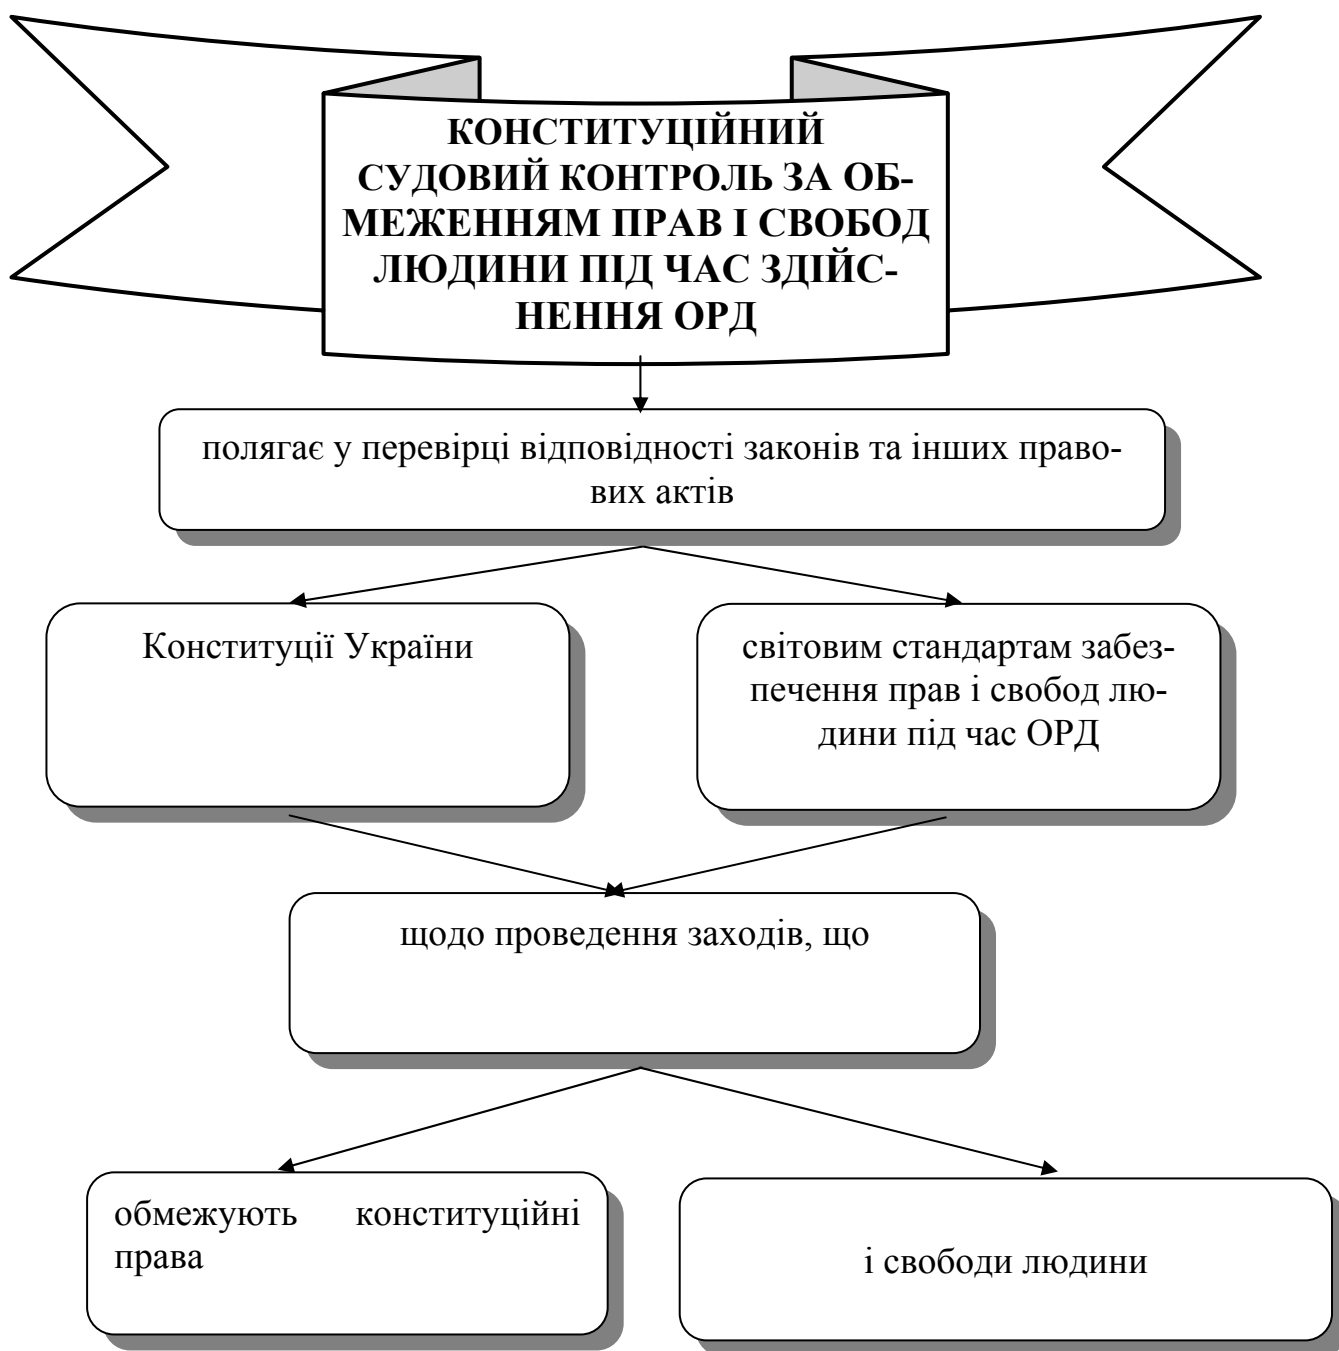 КОНСТИТУЦІЙНИЙ
СУДОВИЙ КОНТРОЛЬ ЗА ОБ-
МЕЖЕННЯМ ПРАВ І СВОБОД
ЛЮДИНИ ПІД ЧАС ЗДІЙС-
НЕННЯ ОРД
полягає у перевірці відповідності законів та інших право-
вих актів
Конституції України
світовим стандартам забез-
печення прав і свобод лю-
дини під час ОРД
щодо проведення заходів, що
обмежують конституційні
права
і свободи людини